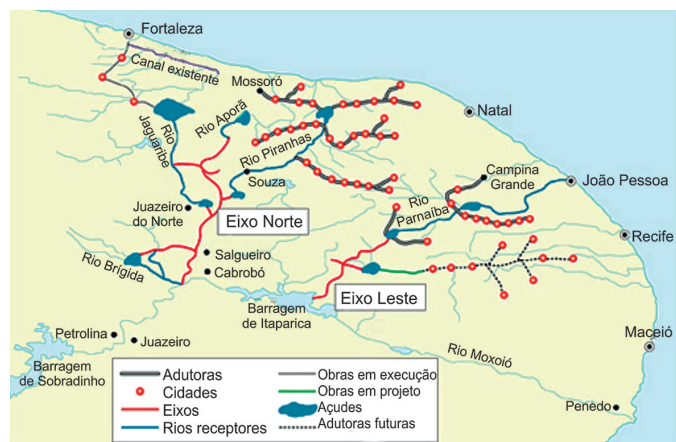 Fortaleza
Canal existente
Mossoró
Rio Aporã
Rio
Jaguaribe
Rio Piranhas
Natal
Souza
Campina
Grande
João Pessoa
Juazeiro
do Norte
Eixo Norte
Rio
Parnaíba
Recife
Rio Brígida
Salgueiro
Cabrobó
Barragem
de Itaparica
Eixo Leste
Petrolina
Juazeiro
Barragem
de Sobradinho
Rio Moxoió
Maceió
Penedo
Adutoras
Cidades
Eixos
Rios receptores
Obras em execução
Obras em projeto
Açudes
Adutoras futuras